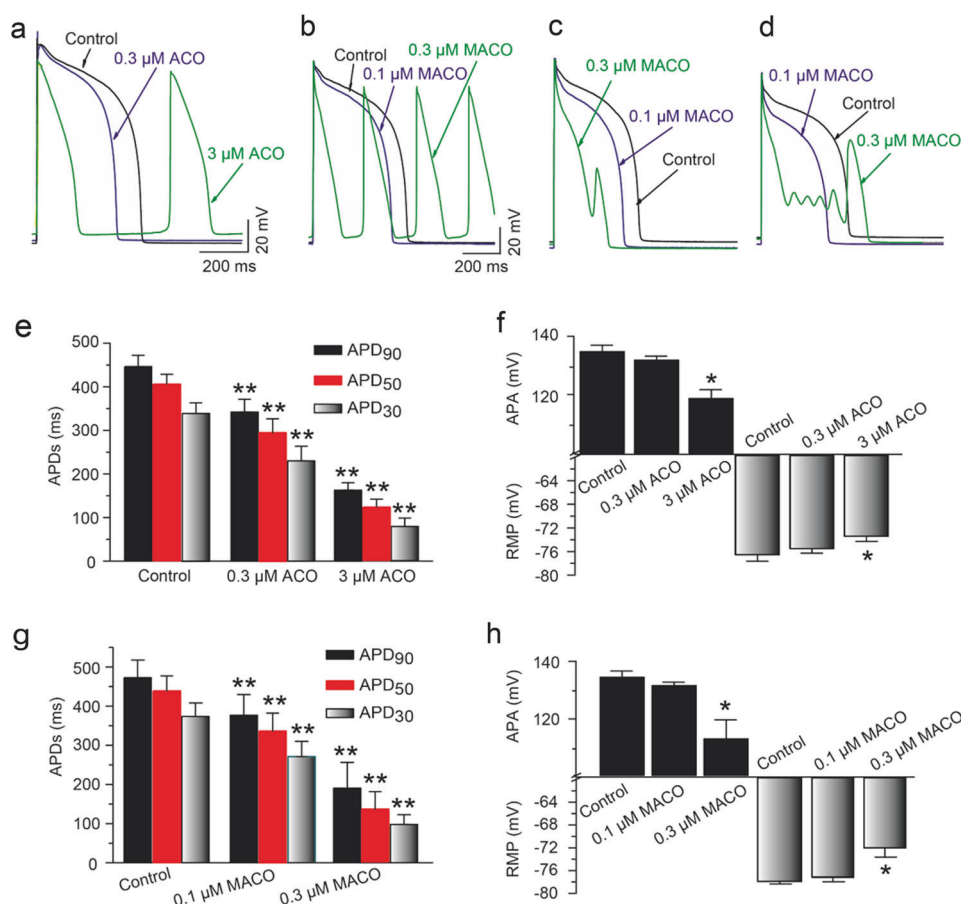 a
Control
0.3 µM ACO
3 µM ACO
20 mV
200 ms
b
Control
0.3 µM MACO
0.1 µM MACO
20 mV
200 ms
c
0.3 µM MACO
0.1 µM MACO
Control
d
0.1 µM MACO
Control
0.3 µM MACO
e
APDs (ms)
500
400
300
200
100
0
APD90
APD50
APD30
** ** **
** ** **
Control 0.3 µM ACO 3 µM ACO
f
APA (mV)
140
120
*
Control
0.3 µM ACO
3 µM ACO
Control
0.3 µM ACO
3 µM ACO
RMP (mV)
-64
-68
-72
-76
-80
*
g
APDs (ms)
500
400
300
200
100
0
APD90
APD50
APD30
** ** **
** ** **
Control 0.1 µM MACO 0.3 µM MACO
h
APA (mV)
140
120
*
Control
0.1 µM MACO
0.3 µM MACO
Control
0.1 µM MACO
0.3 µM MACO
RMP (mV)
-64
-68
-72
-76
-80
*